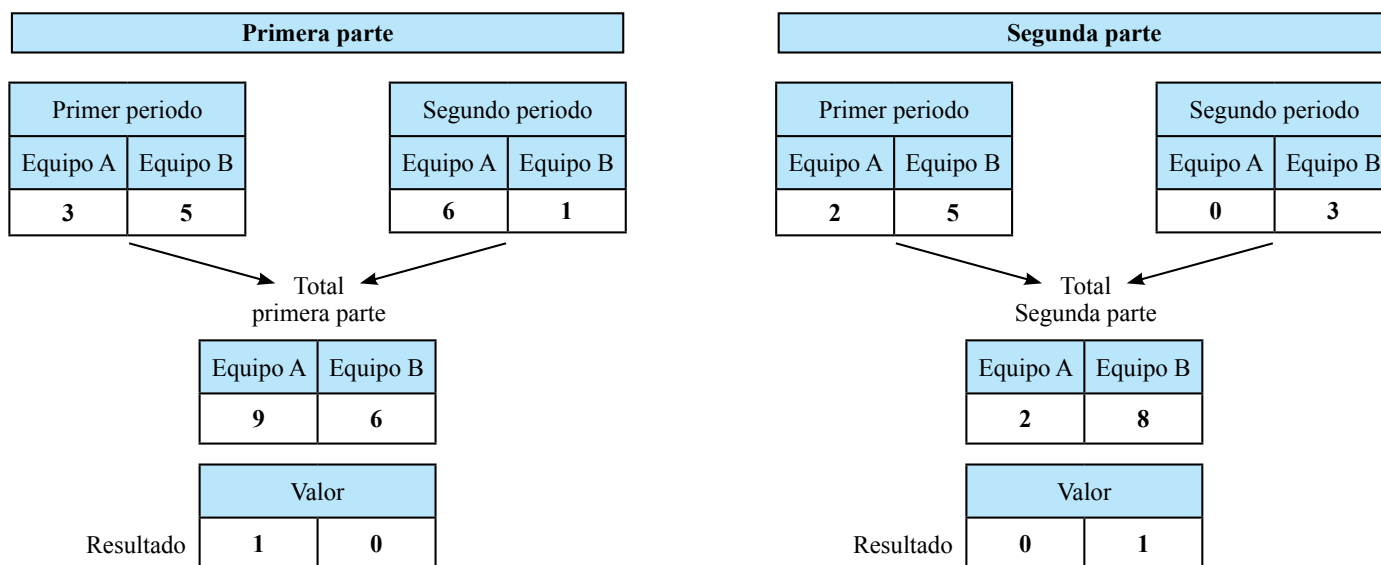 Primera parte
Primer periodo
Segundo periodo
Equipo A Equipo B
Equipo A Equipo B
3 5
6 1
Total
primera parte
Equipo A Equipo B
9 6
Valor
Resultado 1 0
Segunda parte
Primer periodo
Segundo periodo
Equipo A Equipo B
Equipo A Equipo B
2 5
0 3
Total
Segunda parte
Equipo A Equipo B
2 8
Valor
Resultado 0 1